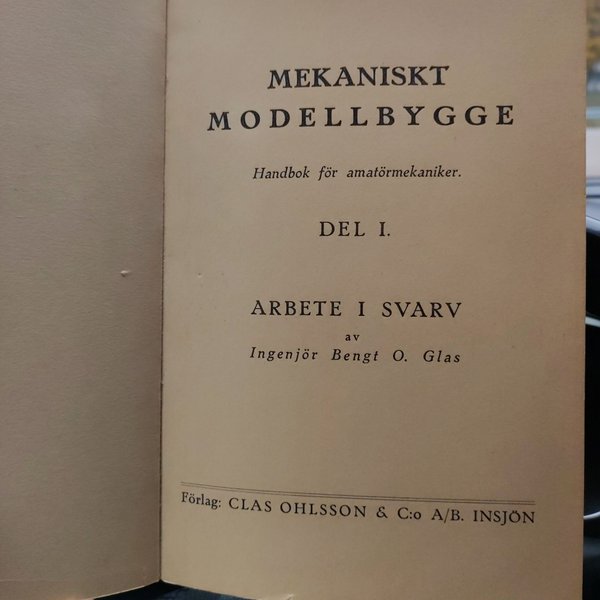 MEKANISKT
MODELLBYGGE
Handbok för amatörmekaniker.
DEL I.
ARBETE I SVARV
av
Ingenjör Bengt O. Glas
Förlag: CLAS OHLSSON & C:o A/B. INSJÖN